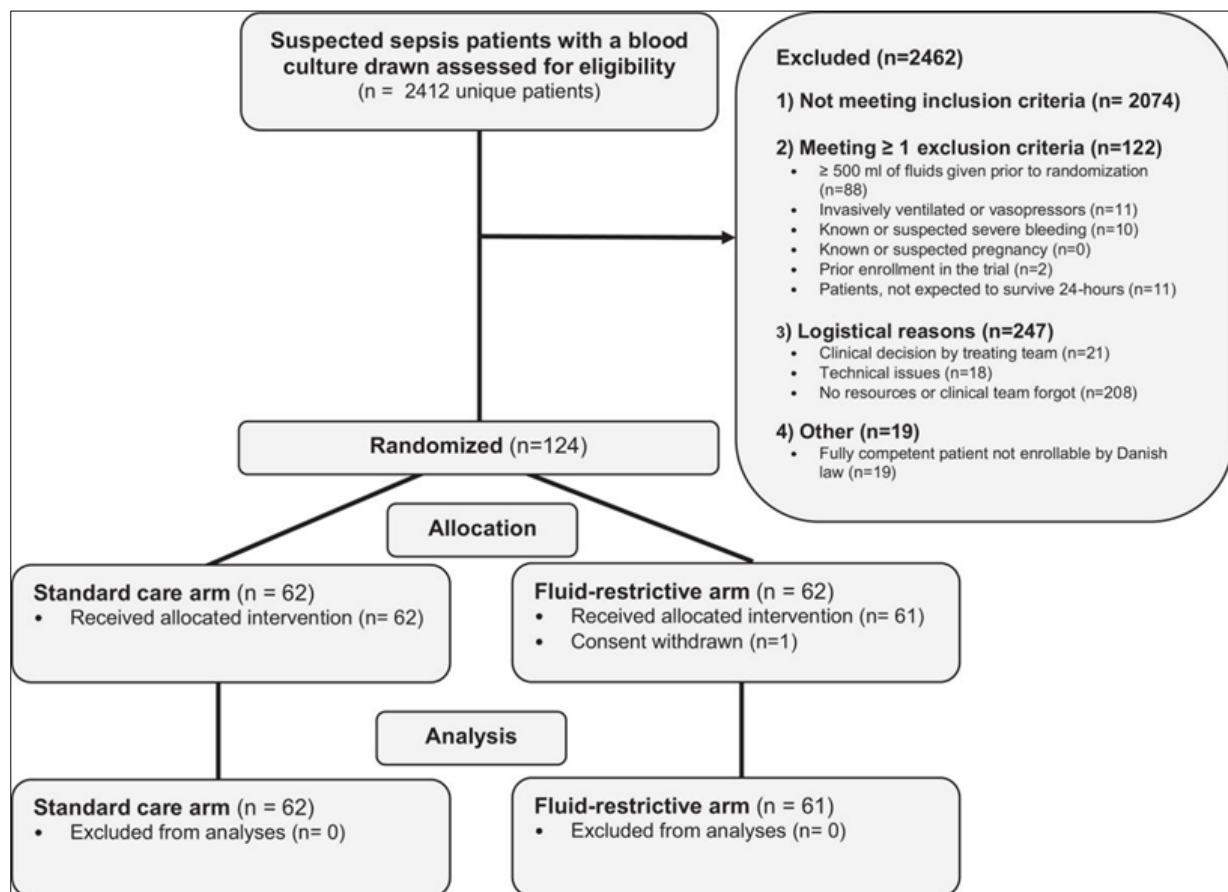 Suspected sepsis patients with a blood
culture drawn assessed for eligibility
(n = 2412 unique patients)
Excluded (n=2462)
1) Not meeting inclusion criteria (n= 2074)
2) Meeting ≥ 1 exclusion criteria (n=122)
• ≥ 500 ml of fluids given prior to randomization
(n=88)
• Invasively ventilated or vasopressors (n=11)
• Known or suspected severe bleeding (n=10)
• Known or suspected pregnancy (n=0)
• Prior enrollment in the trial (n=2)
• Patients, not expected to survive 24-hours (n=11)
3) Logistical reasons (n=247)
• Clinical decision by treating team (n=21)
• Technical issues (n=18)
• No resources or clinical team forgot (n=208)
4) Other (n=19)
• Fully competent patient not enrollable by Danish
law (n=19)
Randomized (n=124)
Allocation
Standard care arm (n = 62)
• Received allocated intervention (n= 62)
Fluid-restrictive arm (n = 62)
• Received allocated intervention (n= 61)
• Consent withdrawn (n=1)
Analysis
Standard care arm (n = 62)
• Excluded from analyses (n= 0)
Fluid-restrictive arm (n = 61)
• Excluded from analyses (n= 0)